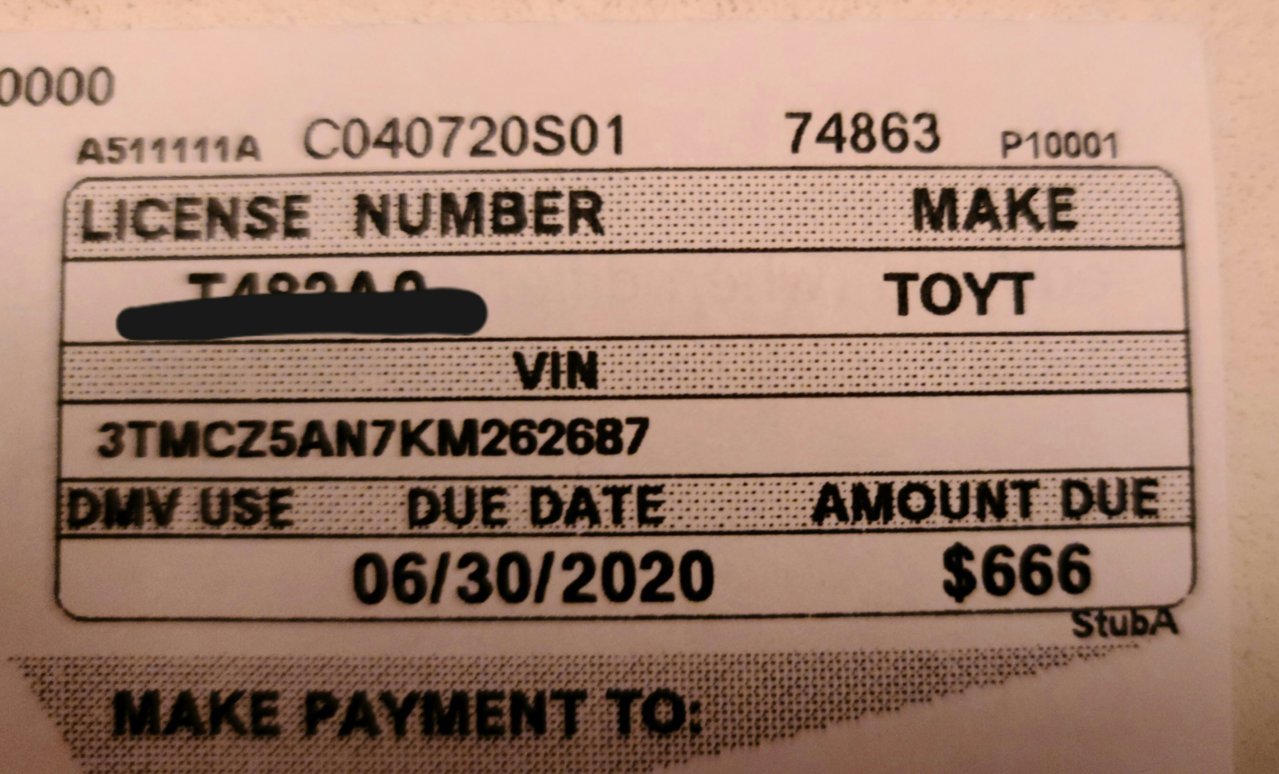 0000
A511111A C040720S01 74863 P10001
LICENSE NUMBER MAKE
TOYT
VIN
3TMCZ5AN7KM262687
DMV USE DUE DATE AMOUNT DUE
06/30/2020 $666
StubA
MAKE PAYMENT TO: